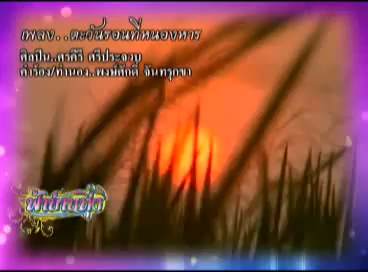 เพลง..ตะวันรอนที่หนองหาร
ศิลปิน..ศรคีรี ศรีประจวบ
คำร้อง/ทำนอง..พงษ์ศักดิ์ จันทรุกขา